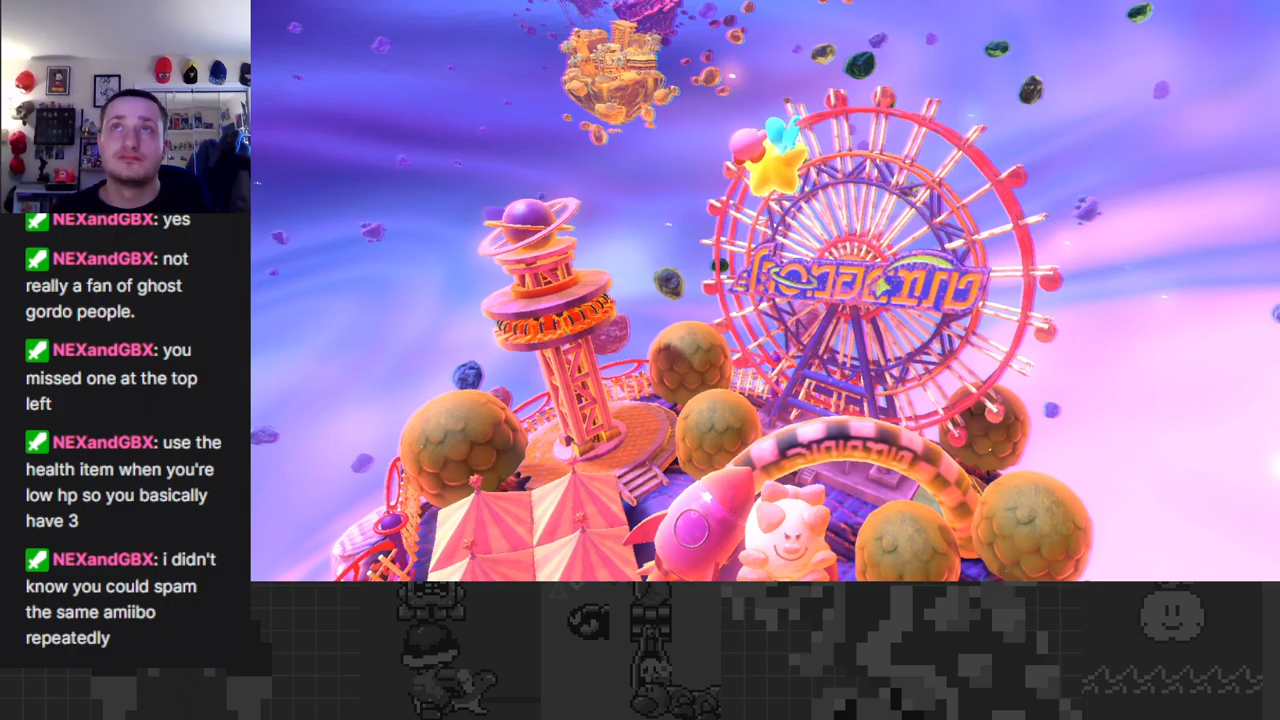 NEXandGBX: yes
NEXandGBX: not
really a fan of ghost
gordo people.
NEXandGBX: you
missed one at the top
left
NEXandGBX: use the
health item when you're
low hp so you basically
have 3
NEXandGBX: i didn't
know you could spam
the same amiibo
repeatedly